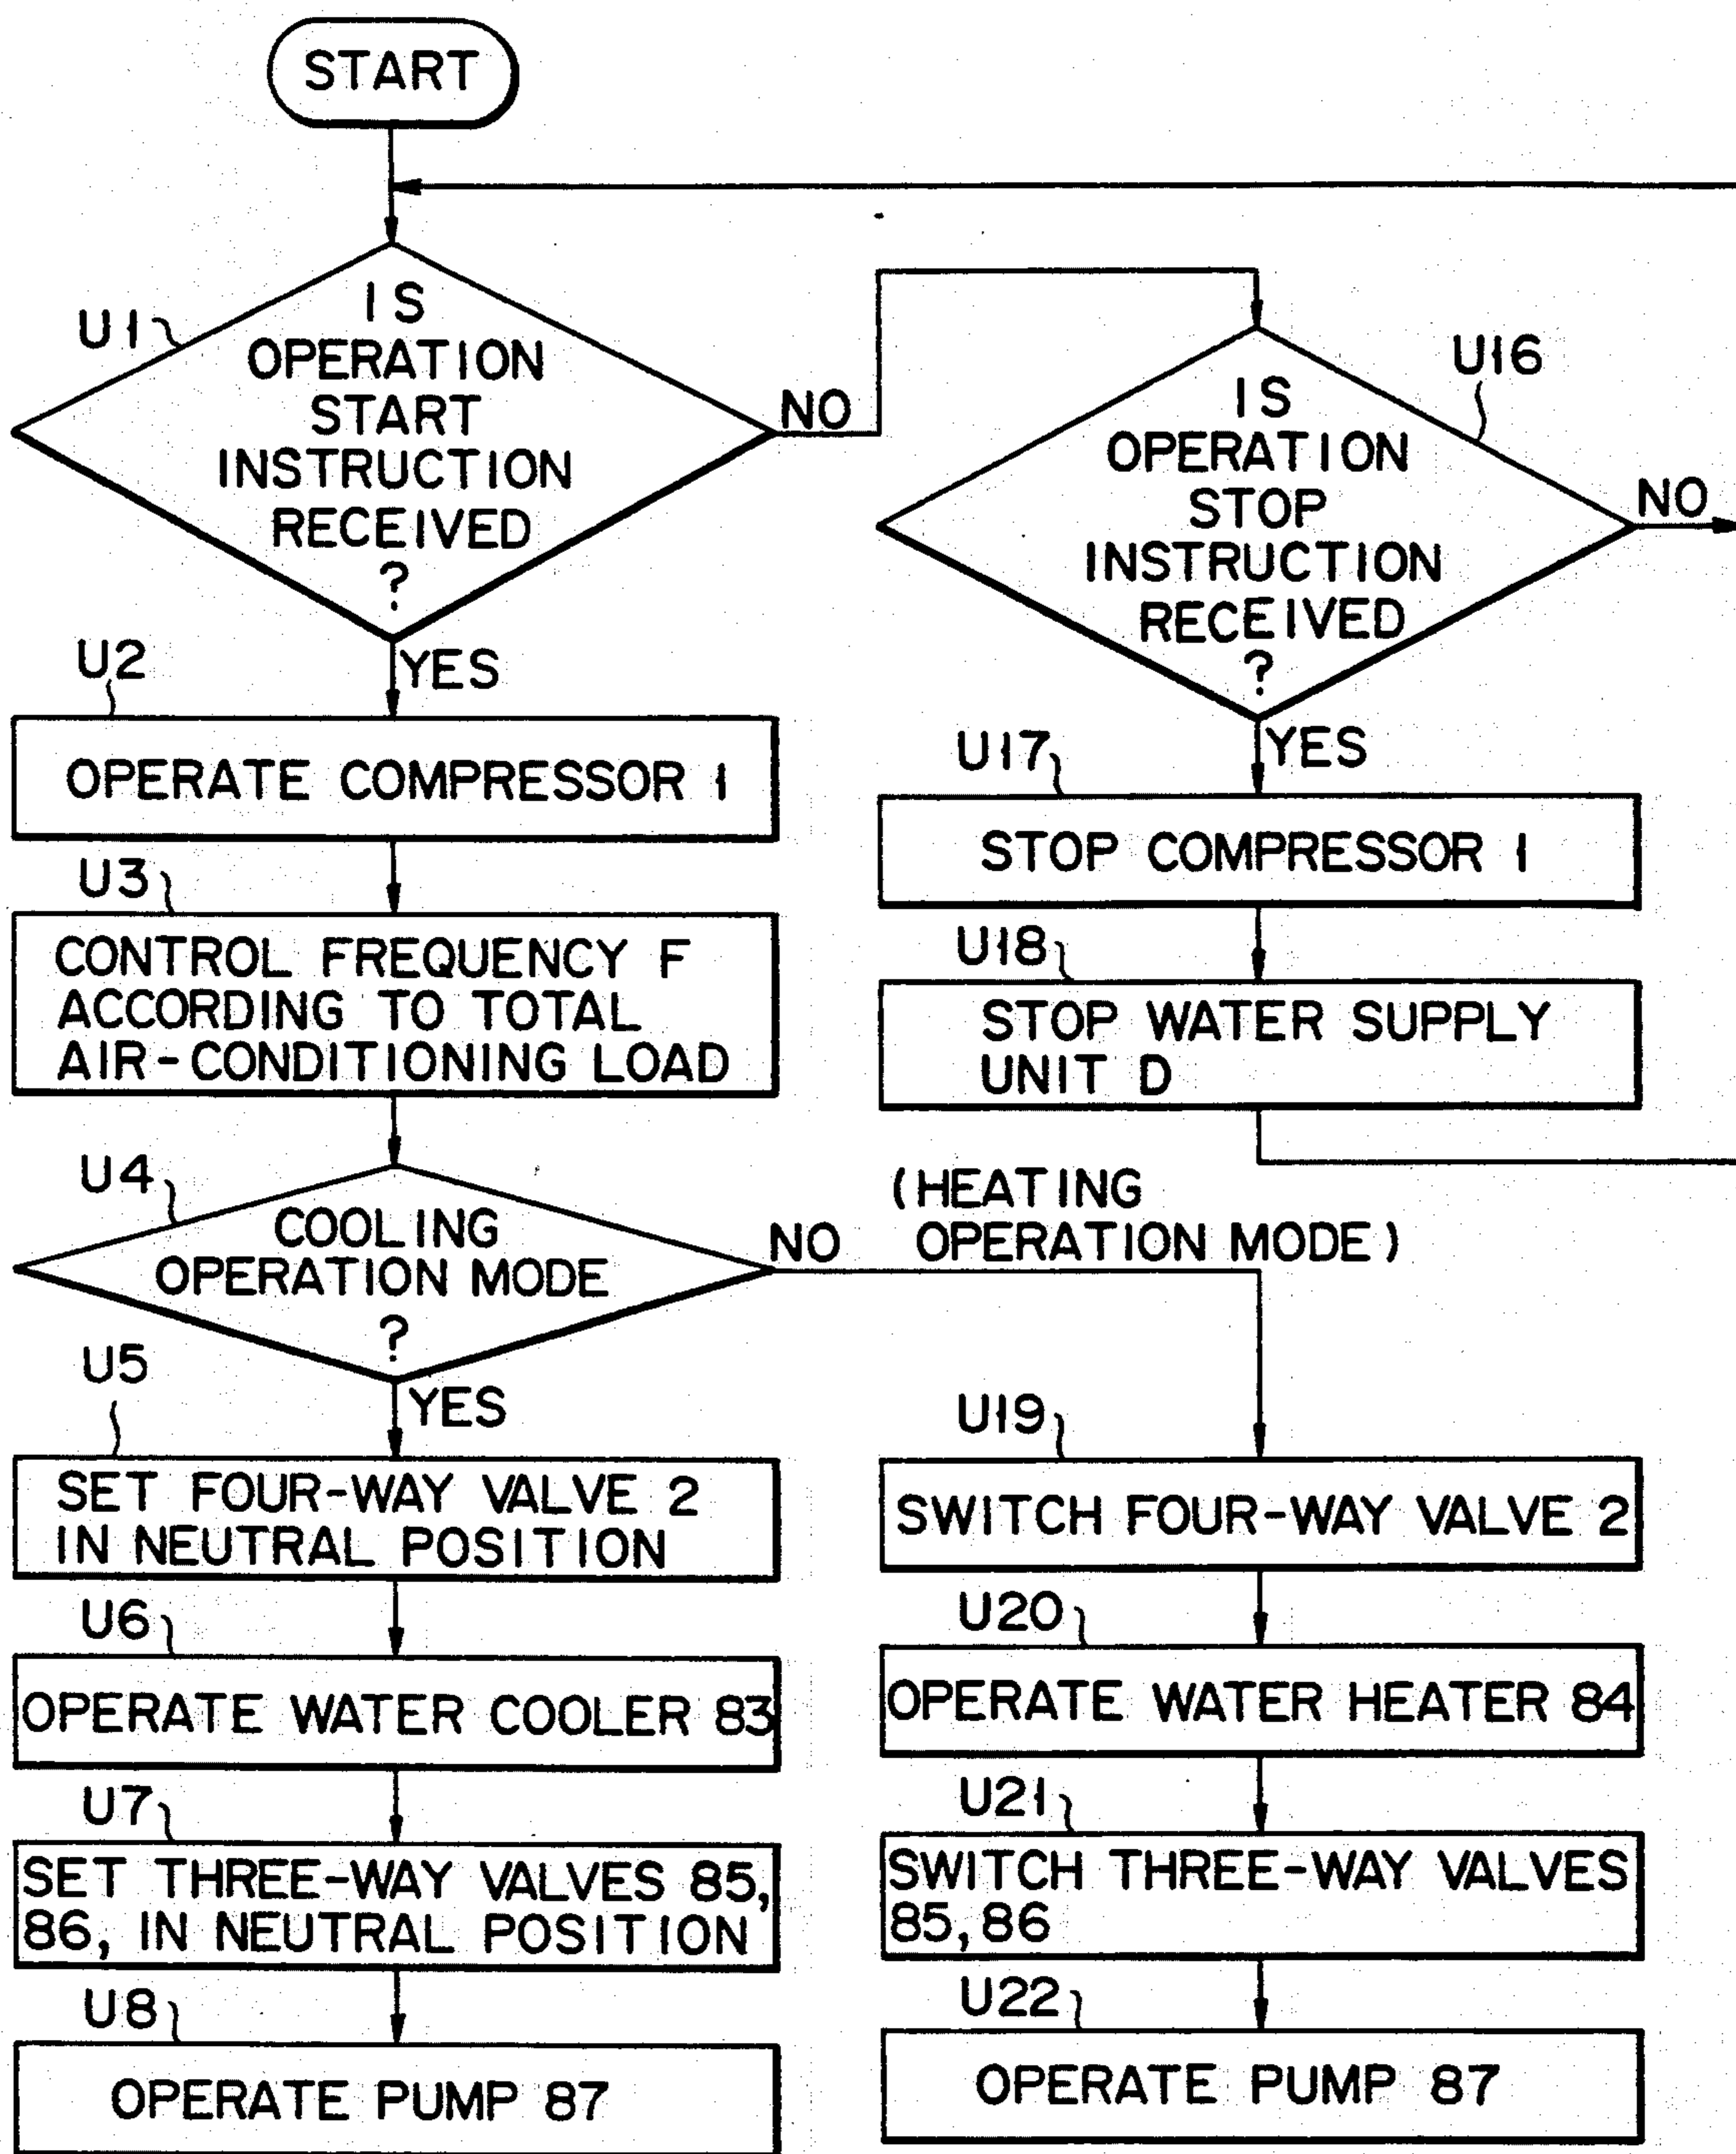 START
U1
IS
OPERATION
START
INSTRUCTION
RECEIVED
?
NO
YES
U16
IS
OPERATION
STOP
INSTRUCTION
RECEIVED
?
NO
YES
U2
OPERATE COMPRESSOR 1
U17
STOP COMPRESSOR 1
U3
CONTROL FREQUENCY F
ACCORDING TO TOTAL
AIR-CONDITIONING LOAD
U18
STOP WATER SUPPLY
UNIT D
U4
COOLING
OPERATION MODE
?
NO
(HEATING
OPERATION MODE)
YES
U5
SET FOUR-WAY VALVE 2
IN NEUTRAL POSITION
U19
SWITCH FOUR-WAY VALVE 2
U6
OPERATE WATER COOLER 83
U20
OPERATE WATER HEATER 84
U7
SET THREE-WAY VALVES 85,
86, IN NEUTRAL POSITION
U21
SWITCH THREE-WAY VALVES
85,86
U8
OPERATE PUMP 87
U22
OPERATE PUMP 87